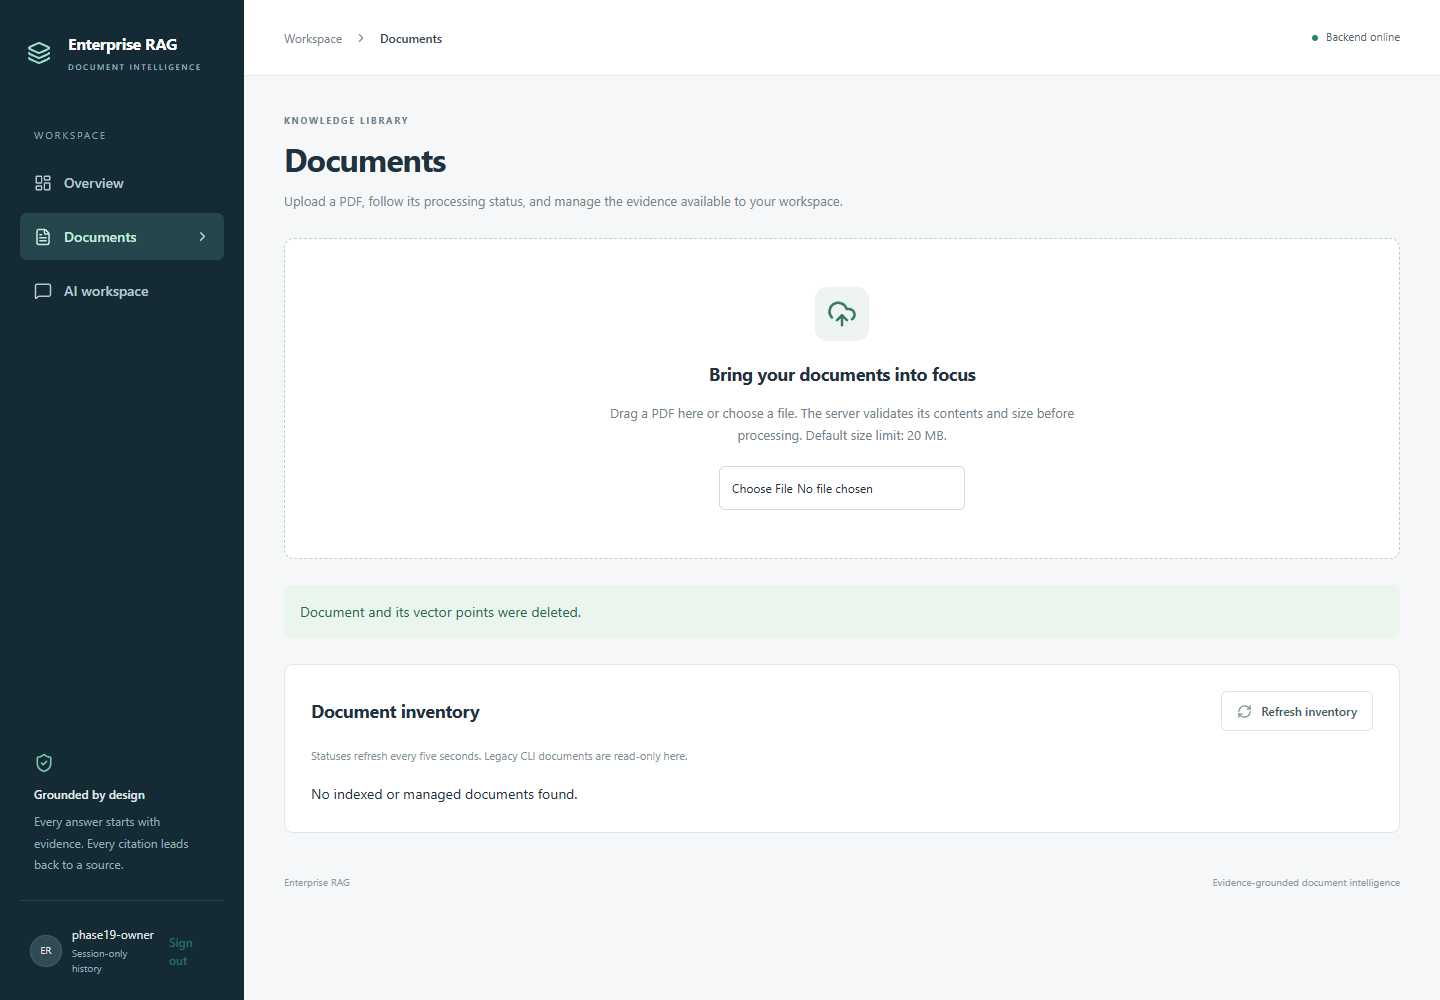 Enterprise RAG
DOCUMENT INTELLIGENCE
WORKSPACE
Overview
Documents
AI workspace
Grounded by design
Every answer starts with
evidence. Every citation leads
back to a source.
ER
phase19-owner
Session-only
history
Sign
out
Workspace
Documents
Backend online
KNOWLEDGE LIBRARY
Documents
Upload a PDF, follow its processing status, and manage the evidence available to your workspace.
Bring your documents into focus
Drag a PDF here or choose a file. The server validates its contents and size before
processing. Default size limit: 20 MB.
Choose File No file chosen
Document and its vector points were deleted.
Document inventory
Refresh inventory
Statuses refresh every five seconds. Legacy CLI documents are read-only here.
No indexed or managed documents found.
Enterprise RAG
Evidence-grounded document intelligence